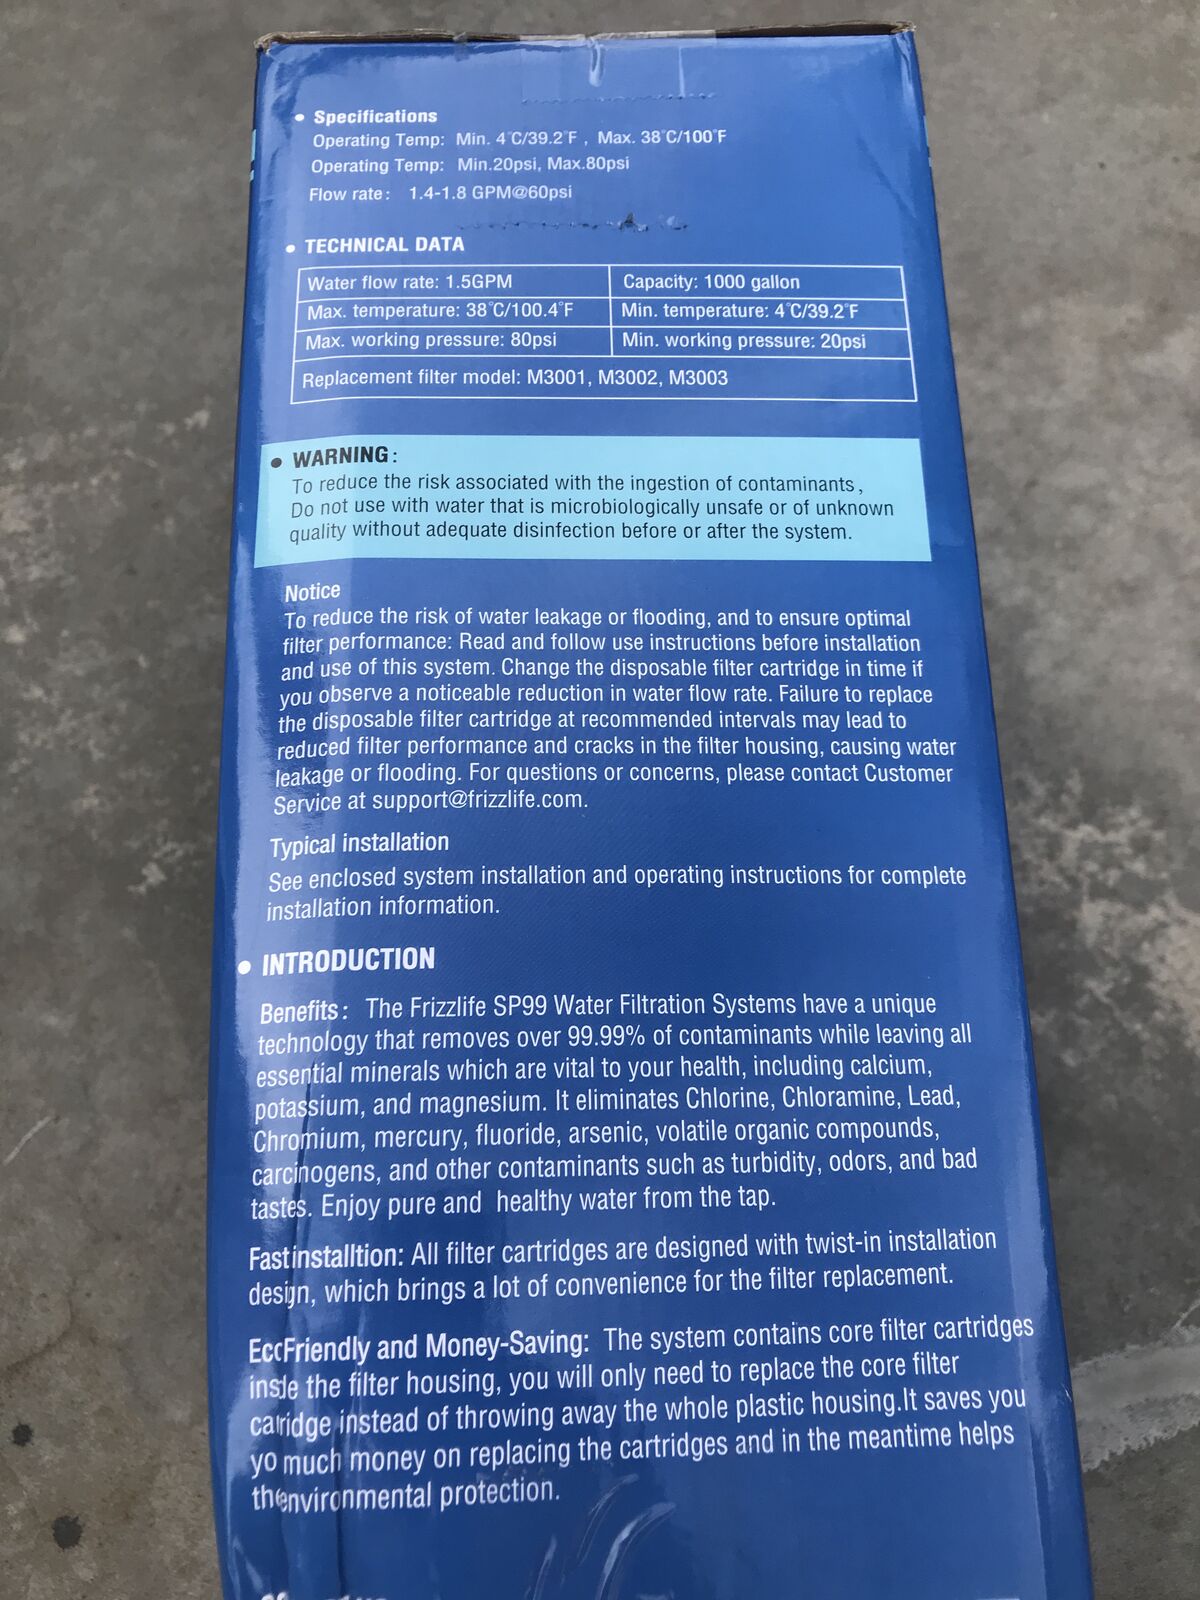 • Specifications
Operating Temp: Min. 4°C/39.2°F , Max. 38°C/100°F
Operating Temp: Min.20psi, Max.80psi
Flow rate: 1.4-1.8 GPM@60psi
• TECHNICAL DATA
Water flow rate: 1.5GPM Capacity: 1000 gallon
Max. temperature: 38°C/100.4°F Min. temperature: 4°C/39.2°F
Max. working pressure: 80psi Min. working pressure: 20psi
Replacement filter model: M3001, M3002, M3003
• WARNING:
To reduce the risk associated with the ingestion of contaminants,
Do not use with water that is microbiologically unsafe or of unknown
quality without adequate disinfection before or after the system.
Notice
To reduce the risk of water leakage or flooding, and to ensure optimal
filter performance: Read and follow use instructions before installation
and use of this system. Change the disposable filter cartridge in time if
you observe a noticeable reduction in water flow rate. Failure to replace
the disposable filter cartridge at recommended intervals may lead to
reduced filter performance and cracks in the filter housing, causing water
leakage or flooding. For questions or concerns, please contact Customer
Service at support@frizzlife.com.
Typical installation
See enclosed system installation and operating instructions for complete
installation information.
• INTRODUCTION
Benefits: The Frizzlife SP99 Water Filtration Systems have a unique
technology that removes over 99.99% of contaminants while leaving all
essential minerals which are vital to your health, including calcium,
potassium, and magnesium. It eliminates Chlorine, Chloramine, Lead,
Chromium, mercury, fluoride, arsenic, volatile organic compounds,
carcinogens, and other contaminants such as turbidity, odors, and bad
tastes. Enjoy pure and healthy water from the tap.
Fast installtion: All filter cartridges are designed with twist-in installation
design, which brings a lot of convenience for the filter replacement.
Friendly and Money-Saving: The system contains core filter cartridges
the filter housing, you will only need to replace the core filter
instead of throwing away the whole plastic housing.It saves you
much money on replacing the cartridges and in the meantime helps
environmental protection.